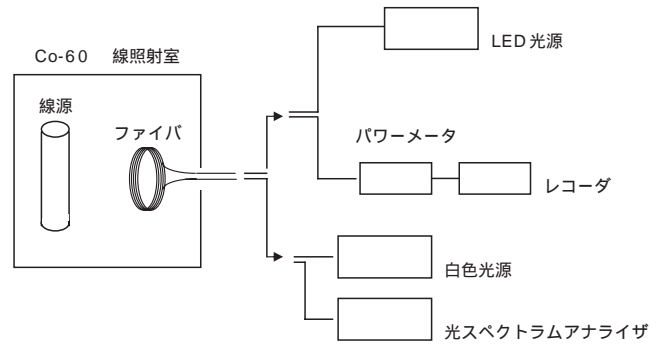 LED光源
Co-60 線照射室
線源
ファイバ
パワーメータ
レコーダ
白色光源
光スペクトラムアナライザ